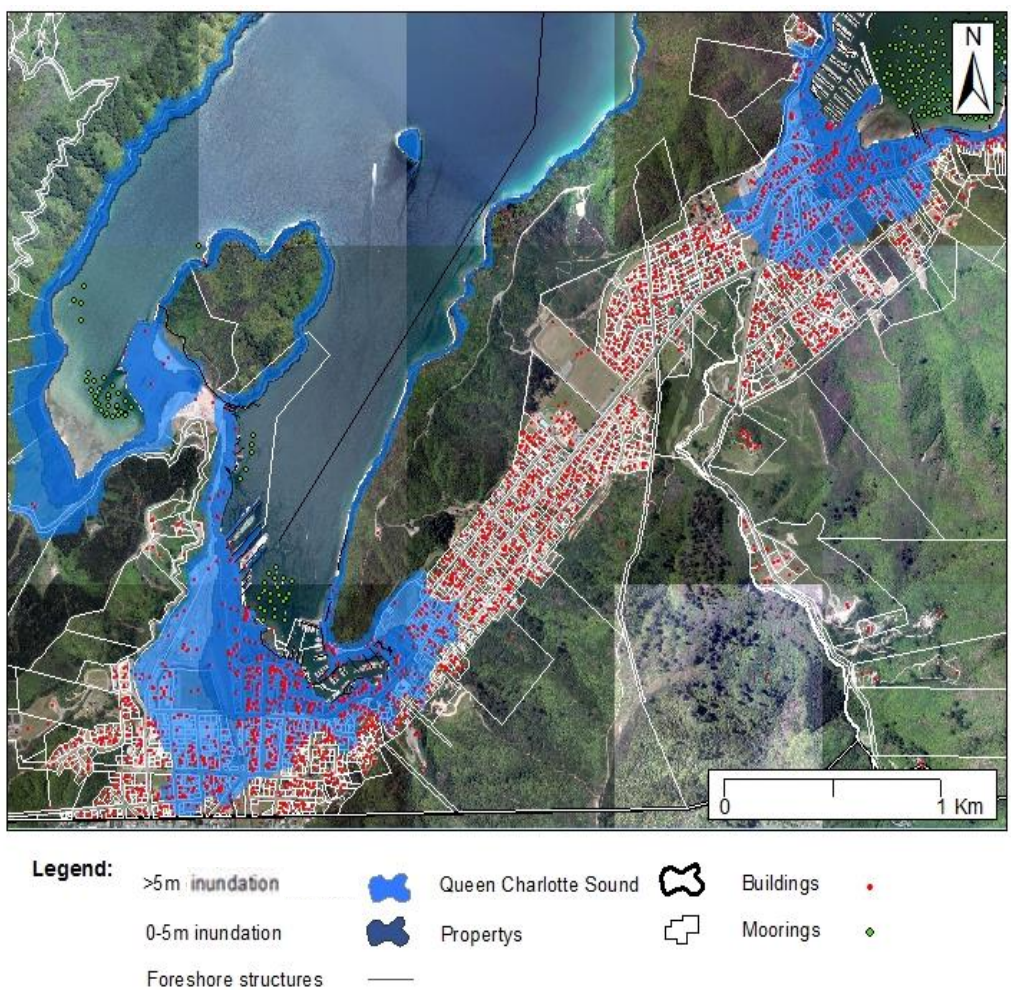 N
0 1 Km
Legend:
>5m inundation Queen Charlotte Sound Buildings
0-5m inundation Propertys Moorings
Foreshore structures